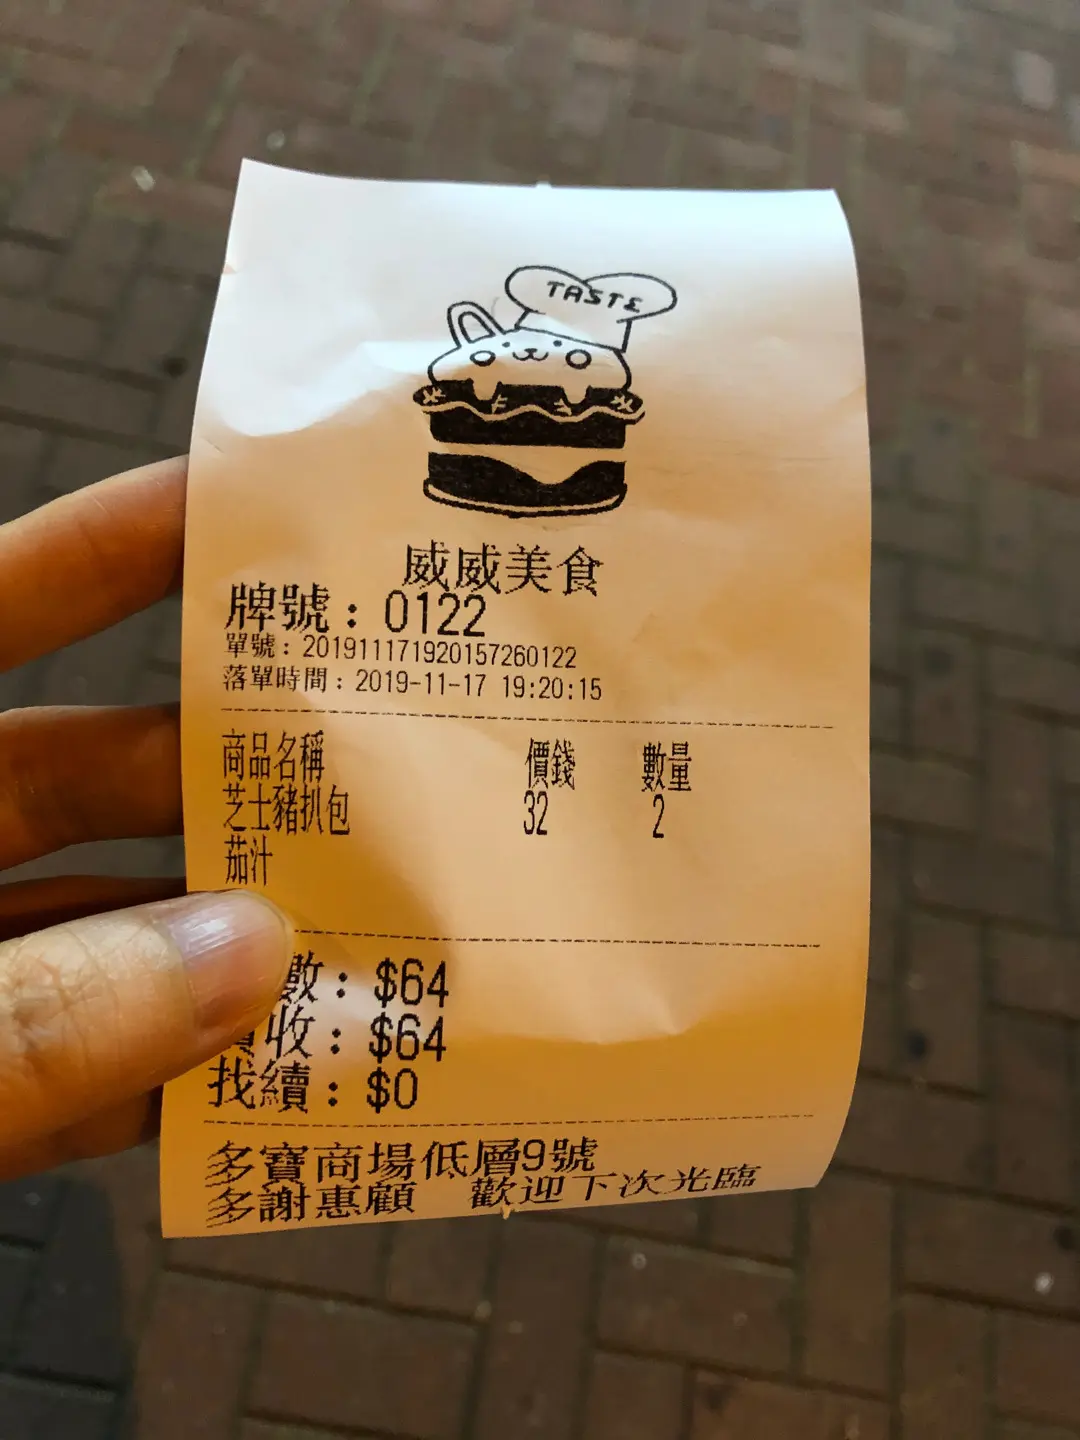 TASTE
威威美食
牌號：0122
單號：201911171920157260122
落單時間：2019-11-17 19:20:15
商品名稱 價錢 數量
芝士豬扒包 32 2
茄汁
數：$64
收：$64
找續：$0
多寶商場低層9號
多謝惠顧 歡迎下次光臨